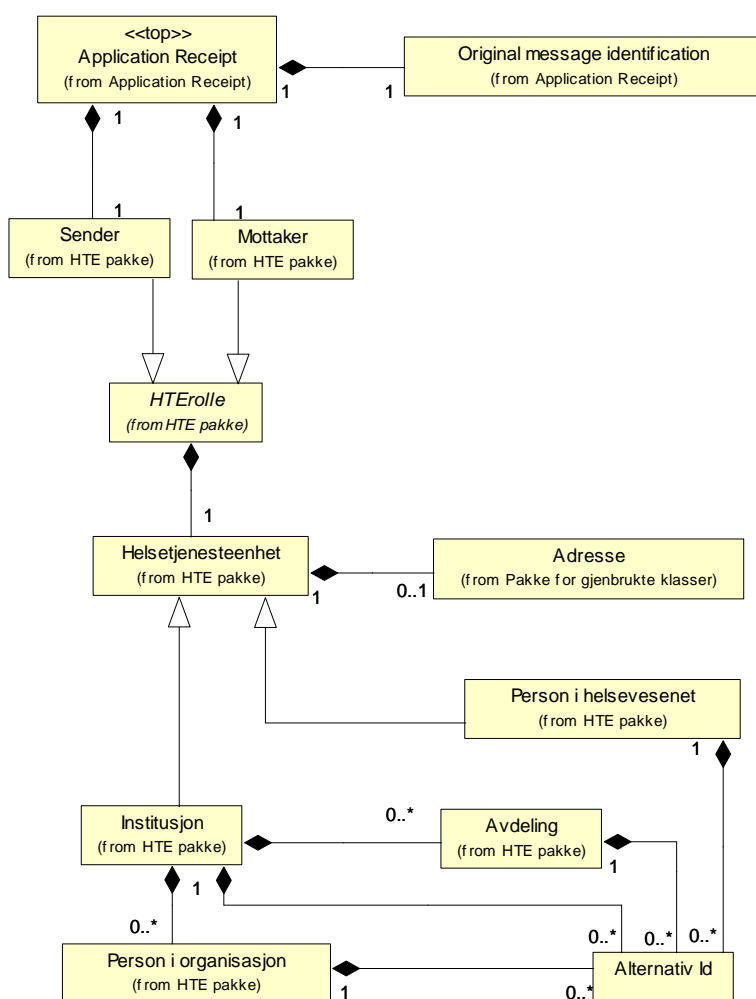 <<top>>
Application Receipt
(from Application Receipt)
Original message identification
(from Application Receipt)
1
1
1
1
1
1
Sender
(from HTE pakke)
Mottaker
(from HTE pakke)
HTErolle
(from HTE pakke)
1
Helsetjenesteenhet
(from HTE pakke)
1
0..1
Adresse
(from Pakke for gjenbrukte klasser)
Person i helsevesenet
(from HTE pakke)
1
Institusjon
(from HTE pakke)
0..*
Avdeling
(from HTE pakke)
1
1
0..*
0..*
0..*
0..*
Person i organisasjon
(from HTE pakke)
1
0..*
Alternativ Id